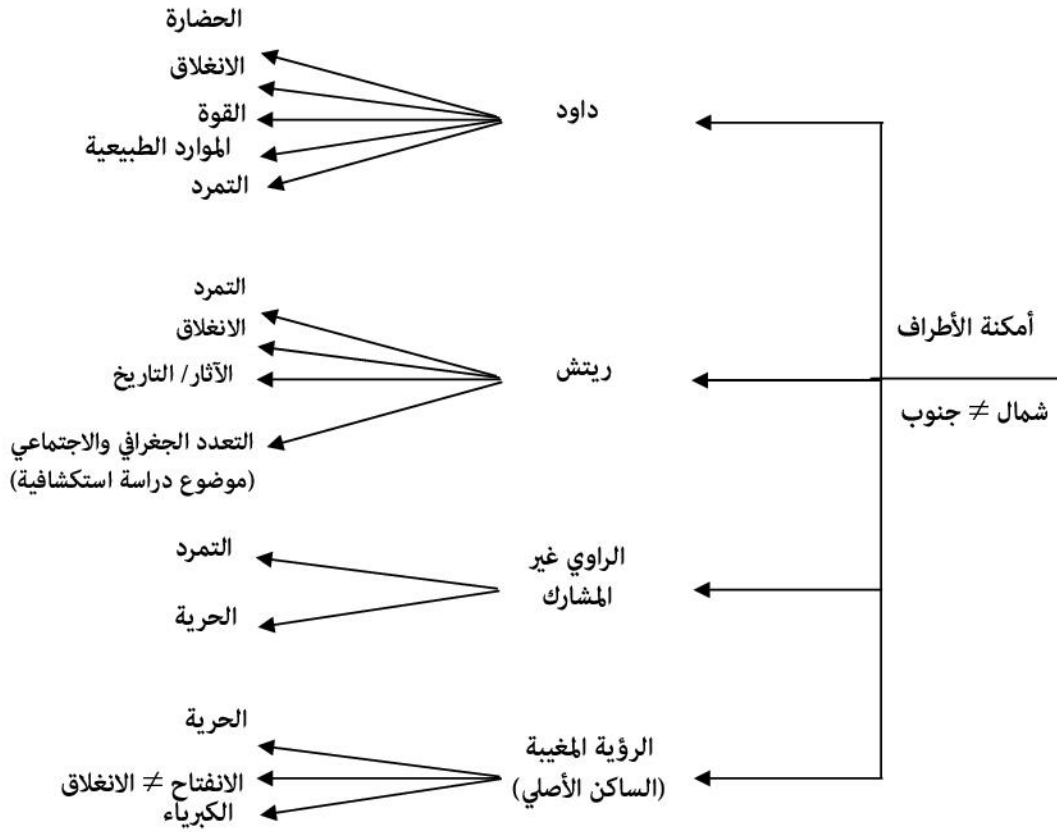 أمكنة الأطراف
شمال ≠ جنوب
داود
الحضارة
الانغلاق
القوة
الموارد الطبيعية
التمرد
ريتش
التمرد
الانغلاق
الآثار/ التاريخ
التعدد الجغرافي والاجتماعي
(موضوع دراسة استكشافية)
الراوي غير
المشارك
التمرد
الحرية
الرؤية المغيبة
(الساكن الأصلي)
الحرية
الانفتاح ≠ الانغلاق
الكبرياء